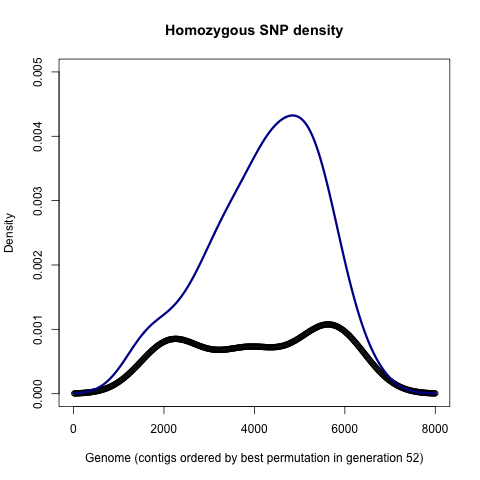 Homozygous SNP density
Density
0.005
0.004
0.003
0.002
0.001
0.000
0 2000 4000 6000 8000
Genome (contigs ordered by best permutation in generation 52)